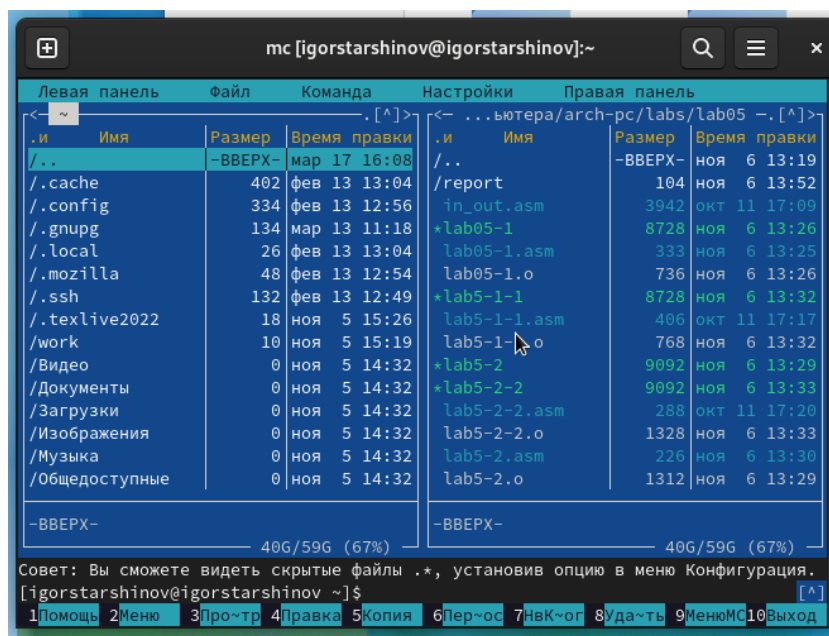 mc [igorstarshinov@igorstarshinov]:~
Левая панель Файл Команда Настройки Правая панель
<— ~ .[^]> <— ...ьютера/arch-pc/labs/lab05 —.[^]>
.и Имя Размер Время правки .и Имя Размер Время правки
/.. -ВВЕРХ- мар 17 16:08 /.. -ВВЕРХ- ноя 6 13:19
/.cache 402 фев 13 13:04 /report 104 ноя 6 13:52
/.config 334 фев 13 12:56 in_out.asm 3942 окт 11 17:09
/.gnupg 134 мар 13 11:18 *lab05-1 8728 ноя 6 13:26
/.local 26 фев 13 13:04 lab05-1.asm 333 ноя 6 13:25
/.mozilla 48 фев 13 12:54 lab05-1.o 736 ноя 6 13:26
/.ssh 132 фев 13 12:49 *lab5-1-1 8728 ноя 6 13:32
/.texlive2022 18 ноя 5 15:26 lab5-1-1.asm 406 окт 11 17:17
/work 10 ноя 5 15:19 lab5-1-.o 768 ноя 6 13:32
/Видео 0 ноя 5 14:32 *lab5-2 9092 ноя 6 13:29
/Документы 0 ноя 5 14:32 *lab5-2-2 9092 ноя 6 13:33
/Загрузки 0 ноя 5 14:32 lab5-2-2.asm 288 окт 11 17:20
/Изображения 0 ноя 5 14:32 lab5-2-2.o 1328 ноя 6 13:33
/Музыка 0 ноя 5 14:32 lab5-2.asm 226 ноя 6 13:30
/Общедоступные 0 ноя 5 14:32 lab5-2.o 1312 ноя 6 13:29
-ВВЕРХ- -ВВЕРХ-
40G/59G (67%) 40G/59G (67%)
Совет: Вы сможете видеть скрытые файлы .*, установив опцию в меню Конфигурация.
[igorstarshinov@igorstarshinov ~]$ [^]
1Помощь 2Меню 3Про~тр 4Правка 5Копия 6Пер~ос 7НвК~ог 8Уда~ть 9МенюМС 10Выход